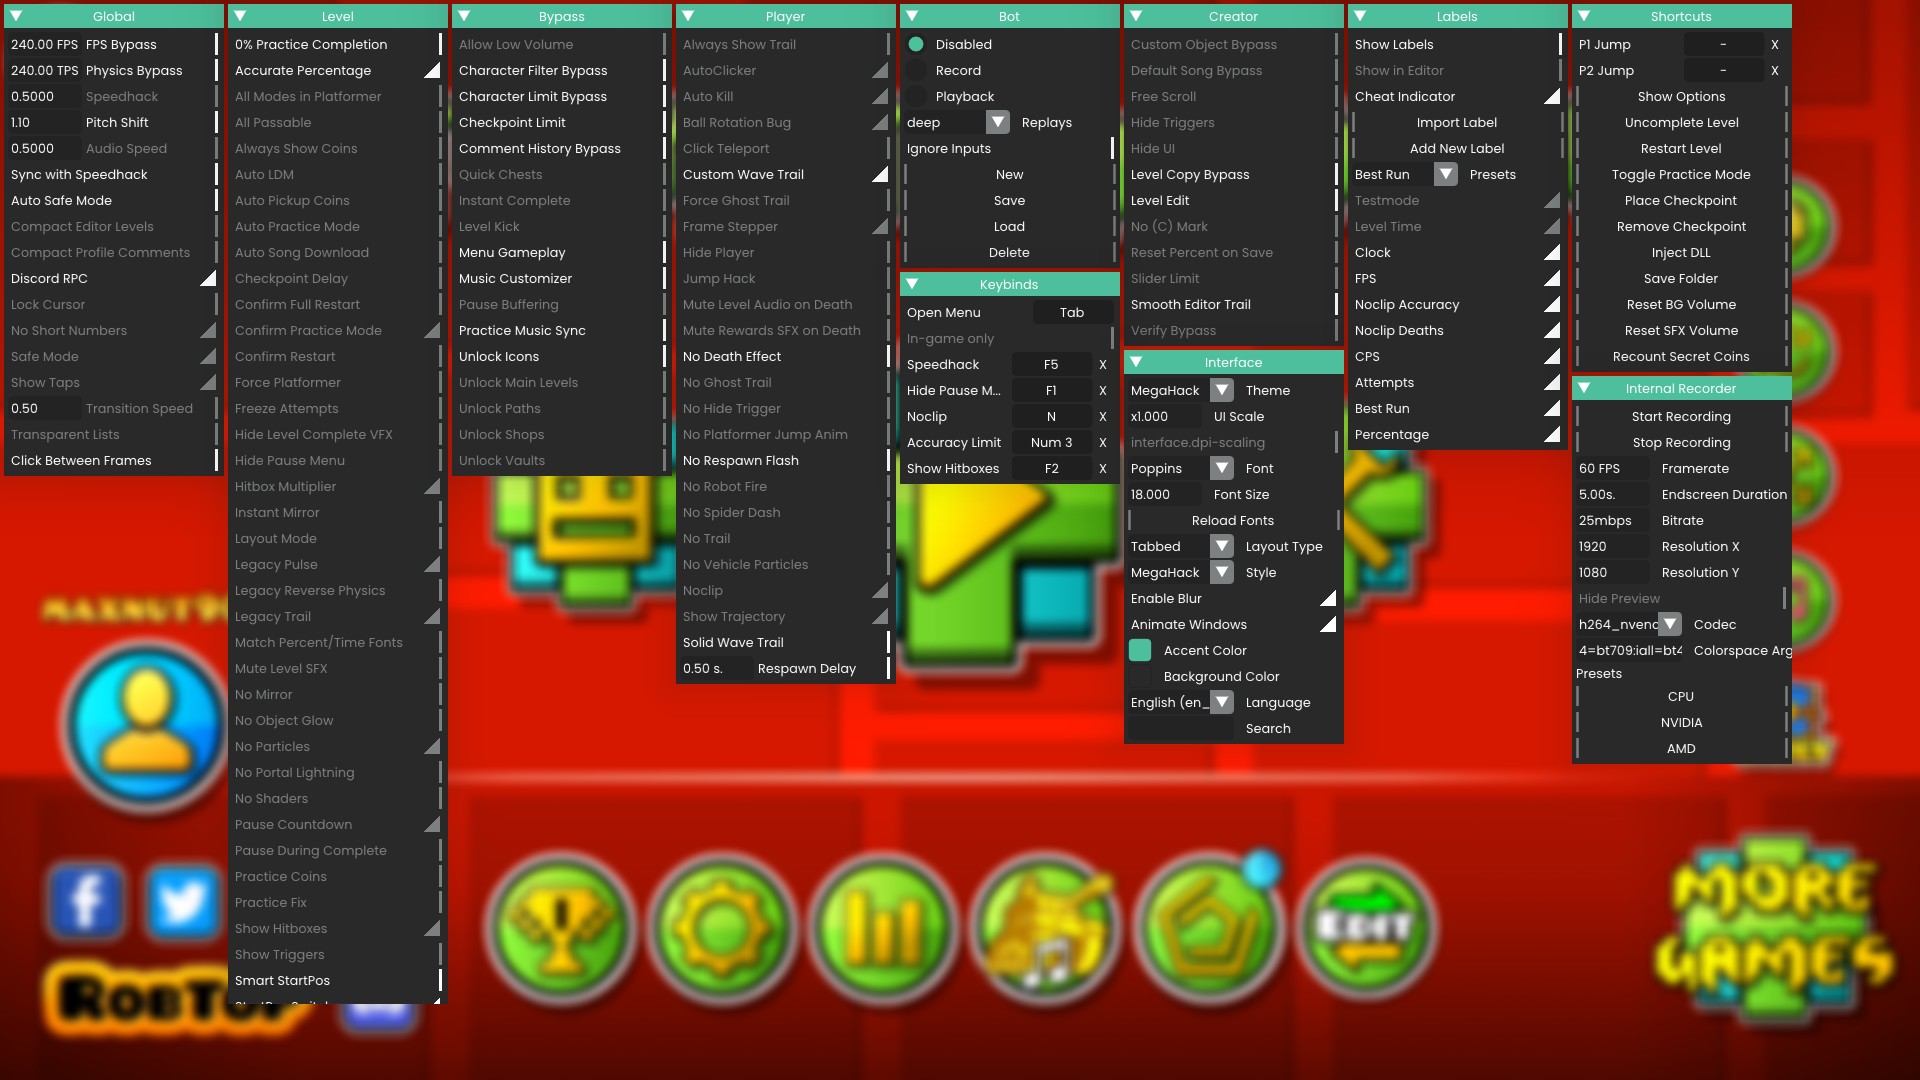 Global
240.00 FPS FPS Bypass
240.00 TPS Physics Bypass
0.5000 Speedhack
1.10 Pitch Shift
0.5000 Audio Speed
Sync with Speedhack
Auto Safe Mode
Compact Editor Levels
Compact Profile Comments
Discord RPC
Lock Cursor
No Short Numbers
Safe Mode
Show Taps
0.50 Transition Speed
Transparent Lists
Click Between Frames
Level
0% Practice Completion
Accurate Percentage
All Modes in Platformer
All Passable
Always Show Coins
Auto LDM
Auto Pickup Coins
Auto Practice Mode
Auto Song Download
Checkpoint Delay
Confirm Full Restart
Confirm Practice Mode
Confirm Restart
Force Platformer
Freeze Attempts
Hide Level Complete VFX
Hide Pause Menu
Hitbox Multiplier
Instant Mirror
Layout Mode
Legacy Pulse
Legacy Reverse Physics
Legacy Trail
Match Percent/Time Fonts
Mute Level SFX
No Mirror
No Object Glow
No Particles
No Portal Lightning
No Shaders
Pause Countdown
Pause During Complete
Practice Coins
Practice Fix
Show Hitboxes
Show Triggers
Smart StartPos
Bypass
Allow Low Volume
Character Filter Bypass
Character Limit Bypass
Checkpoint Limit
Comment History Bypass
Quick Chests
Instant Complete
Level Kick
Menu Gameplay
Music Customizer
Pause Buffering
Practice Music Sync
Unlock Icons
Unlock Main Levels
Unlock Paths
Unlock Shops
Unlock Vaults
Player
Always Show Trail
AutoClicker
Auto Kill
Ball Rotation Bug
Click Teleport
Custom Wave Trail
Force Ghost Trail
Frame Stepper
Hide Player
Jump Hack
Mute Level Audio on Death
Mute Rewards SFX on Death
No Death Effect
No Ghost Trail
No Hide Trigger
No Platformer Jump Anim
No Respawn Flash
No Robot Fire
No Spider Dash
No Trail
No Vehicle Particles
Noclip
Show Trajectory
Solid Wave Trail
0.50 s. Respawn Delay
Bot
Disabled
Record
Playback
deep Replays
Ignore Inputs
New
Save
Load
Delete
Keybinds
Open Menu Tab
In-game only
Speedhack F5 X
Hide Pause M... F1 X
Noclip N X
Accuracy Limit Num 3 X
Show Hitboxes F2 X
Creator
Custom Object Bypass
Default Song Bypass
Free Scroll
Hide Triggers
Hide UI
Level Copy Bypass
Level Edit
No (C) Mark
Reset Percent on Save
Slider Limit
Smooth Editor Trail
Verify Bypass
Interface
MegaHack Theme
x1.000 UI Scale
interface.dpi-scaling
Poppins Font
18.000 Font Size
Reload Fonts
Tabbed Layout Type
MegaHack Style
Enable Blur
Animate Windows
Accent Color
Background Color
English (en_ Language
Search
Labels
Show Labels
Show in Editor
Cheat Indicator
Import Label
Add New Label
Best Run Presets
Testmode
Level Time
Clock
FPS
Noclip Accuracy
Noclip Deaths
CPS
Attempts
Best Run
Percentage
Shortcuts
P1 Jump - X
P2 Jump - X
Show Options
Uncomplete Level
Restart Level
Toggle Practice Mode
Place Checkpoint
Remove Checkpoint
Inject DLL
Save Folder
Reset BG Volume
Reset SFX Volume
Recount Secret Coins
Internal Recorder
Start Recording
Stop Recording
60 FPS Framerate
5.00s. Endscreen Duration
25mbps Bitrate
1920 Resolution X
1080 Resolution Y
Hide Preview
h264_nvenc Codec
4=bt709:iall=bt4 Colorspace Arg
Presets
CPU
NVIDIA
AMD
EDIT
ROBTOP
MORE
GAMES